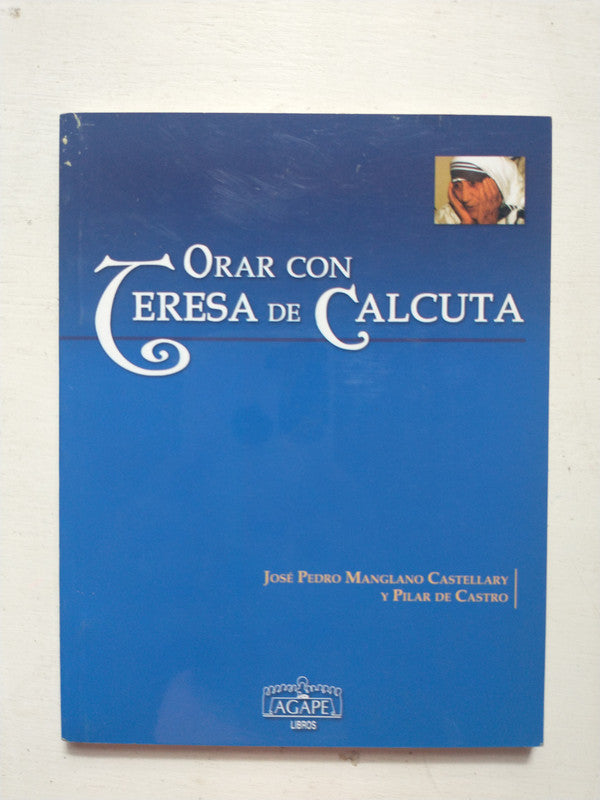 ORAR CON
TERESA DE CALCUTA
JOSÉ PEDRO MANGLANO CASTELLARY
Y PILAR DE CASTRO
AGAPE
LIBROS